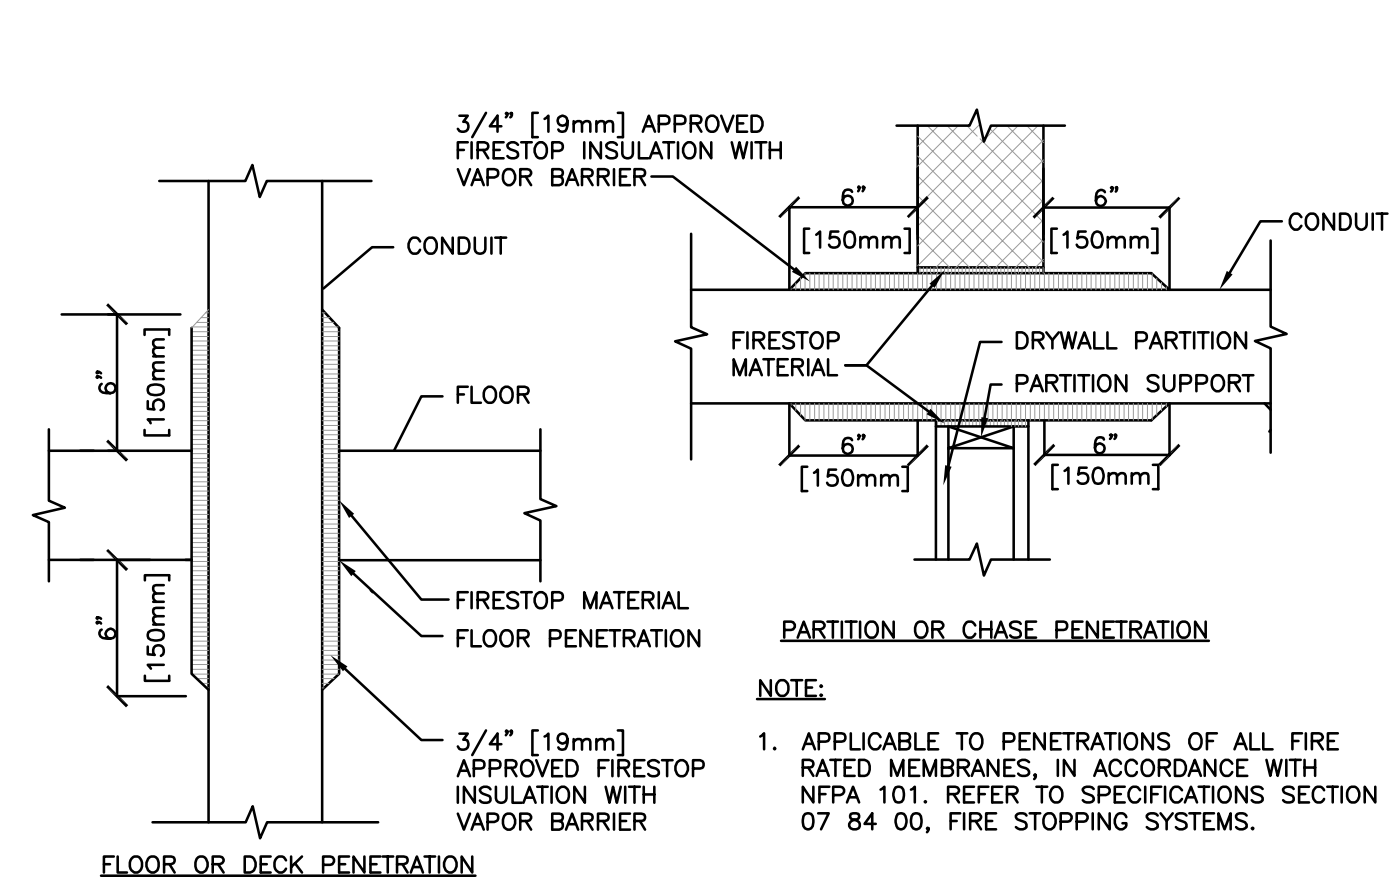 3/4” [19mm] APPROVED
FIRESTOP INSULATION WITH
VAPOR BARRIER
CONDUIT
6”
[150mm]
FLOOR
6”
[150mm]
FIRESTOP MATERIAL
FLOOR PENETRATION
3/4” [19mm]
APPROVED FIRESTOP
INSULATION WITH
VAPOR BARRIER
FLOOR OR DECK PENETRATION
6”
[150mm]
6”
[150mm]
CONDUIT
FIRESTOP
MATERIAL
DRYWALL PARTITION
PARTITION SUPPORT
6”
[150mm]
6”
[150mm]
PARTITION OR CHASE PENETRATION
NOTE:
1. APPLICABLE TO PENETRATIONS OF ALL FIRE
RATED MEMBRANES, IN ACCORDANCE WITH
NFPA 101. REFER TO SPECIFICATIONS SECTION
07 84 00, FIRE STOPPING SYSTEMS.